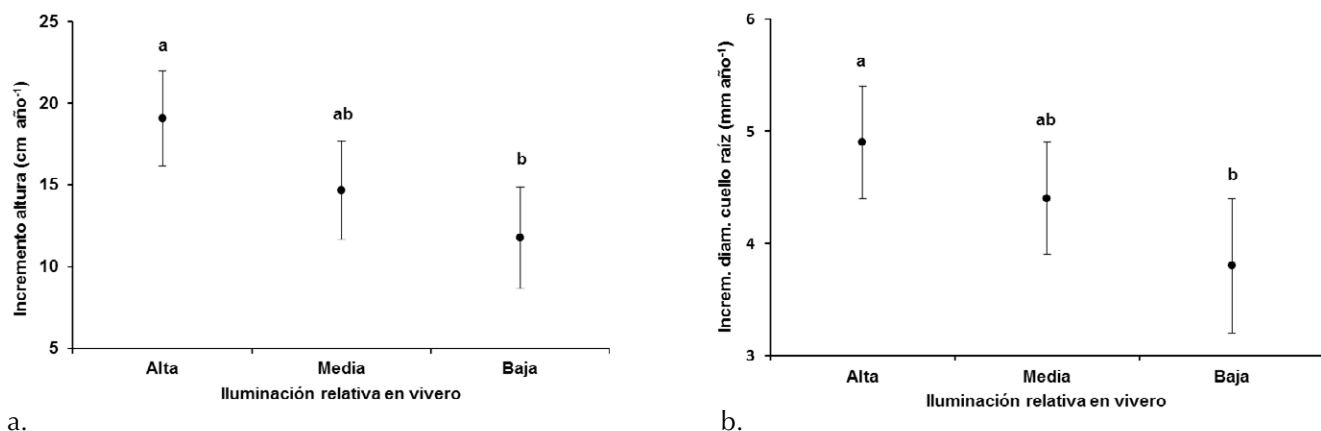 Incremento altura (cm año-1)
25
20
15
10
5
a
ab
b
Alta Media Baja
Iluminación relativa en vivero
a.
Increm. diam. cuello raíz (mm año-1)
6
5
4
3
a
ab
b
Alta Media Baja
Iluminación relativa en vivero
b.